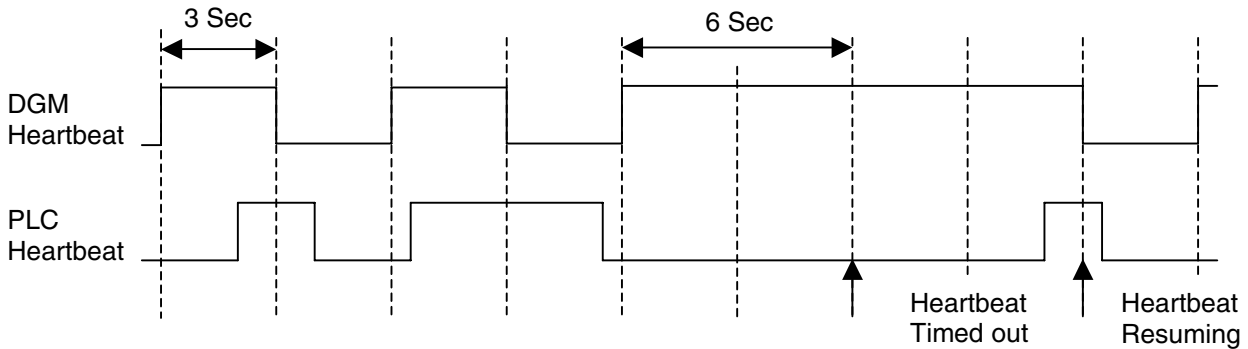 3 Sec
6 Sec
DGM
Heartbeat
PLC
Heartbeat
Heartbeat
Timed out
Heartbeat
Resuming